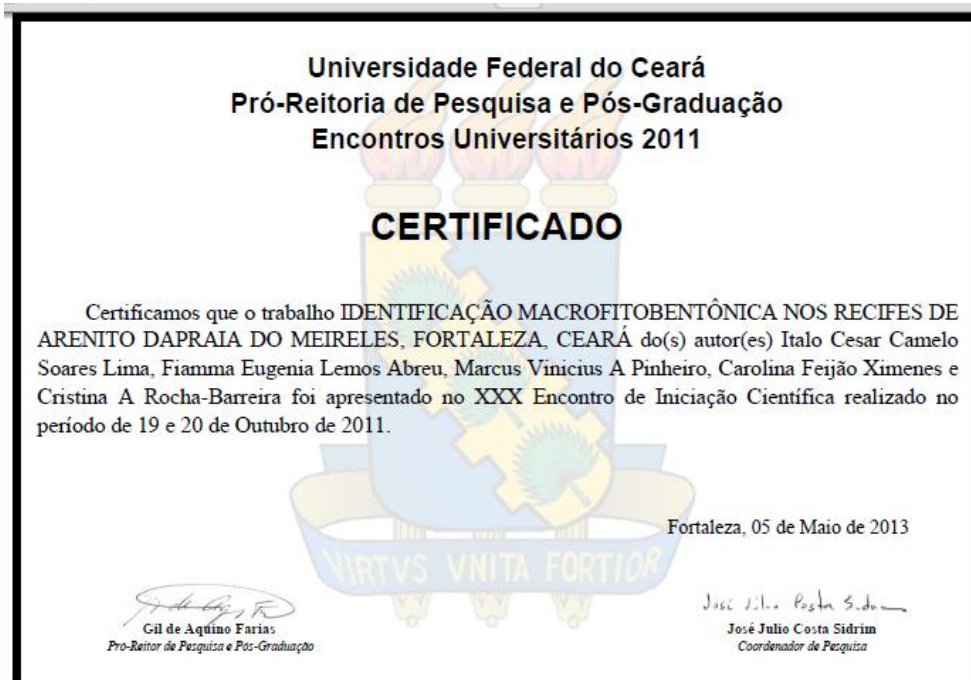 Universidade Federal do Ceará
Pró-Reitoria de Pesquisa e Pós-Graduação
Encontros Universitários 2011
CERTIFICADO
Certificamos que o trabalho IDENTIFICAÇÃO MACROFITOBENTÔNICA NOS RECIFES DE
ARENITO DAPRAIA DO MEIRELES, FORTALEZA, CEARÁ do(s) autor(es) Italo Cesar Camelo
Soares Lima, Fiamma Eugenia Lemos Abreu, Marcus Vinicius A Pinheiro, Carolina Feijão Ximenes e
Cristina A Rocha-Barreira foi apresentado no XXX Encontro de Iniciação Científica realizado no
período de 19 e 20 de Outubro de 2011.
Fortaleza, 05 de Maio de 2013
VIRTVS VNITA FORTIOR
Gil de Aquino Farias
Pro-Reitor de Pesquisa e Pós-Graduação
José Julio Costa Sidrim
Coordenador de Pesquisa